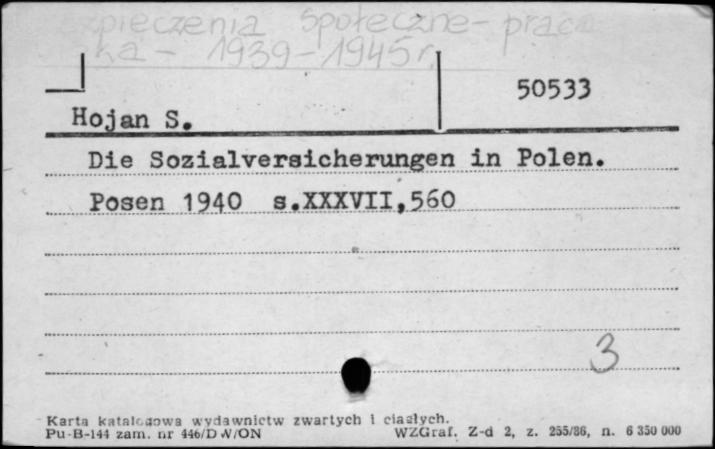 społeczne - praca
- 1939-1945 r.
50533
Hojan S.
Die Sozialversicherungen in Polen.
Posen 1940 s.XXXVII,560
3
Karta katalogowa wydawnictw zwartych i ciągłych.
Pu-B-144 zam. nr 446/DW/ON WZGraf. Z-d 2, z. 255/86, n. 6 350 000